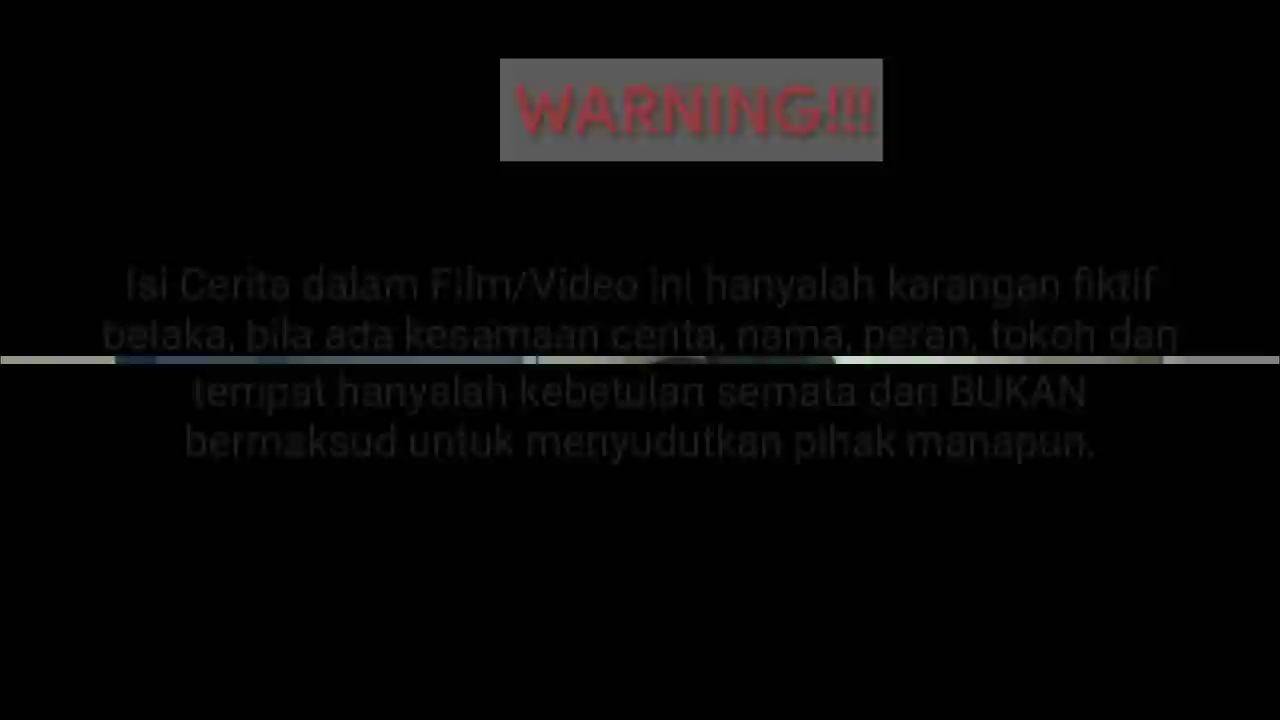 WARNING!!!
Isi Cerita dalam Film/Video ini hanyalah karangan fiktif
belaka, bila ada kesamaan cerita, nama, peran, tokoh dan
tempat hanyalah kebetulan semata dan BUKAN
bermaksud untuk menyudutkan pihak manapun.